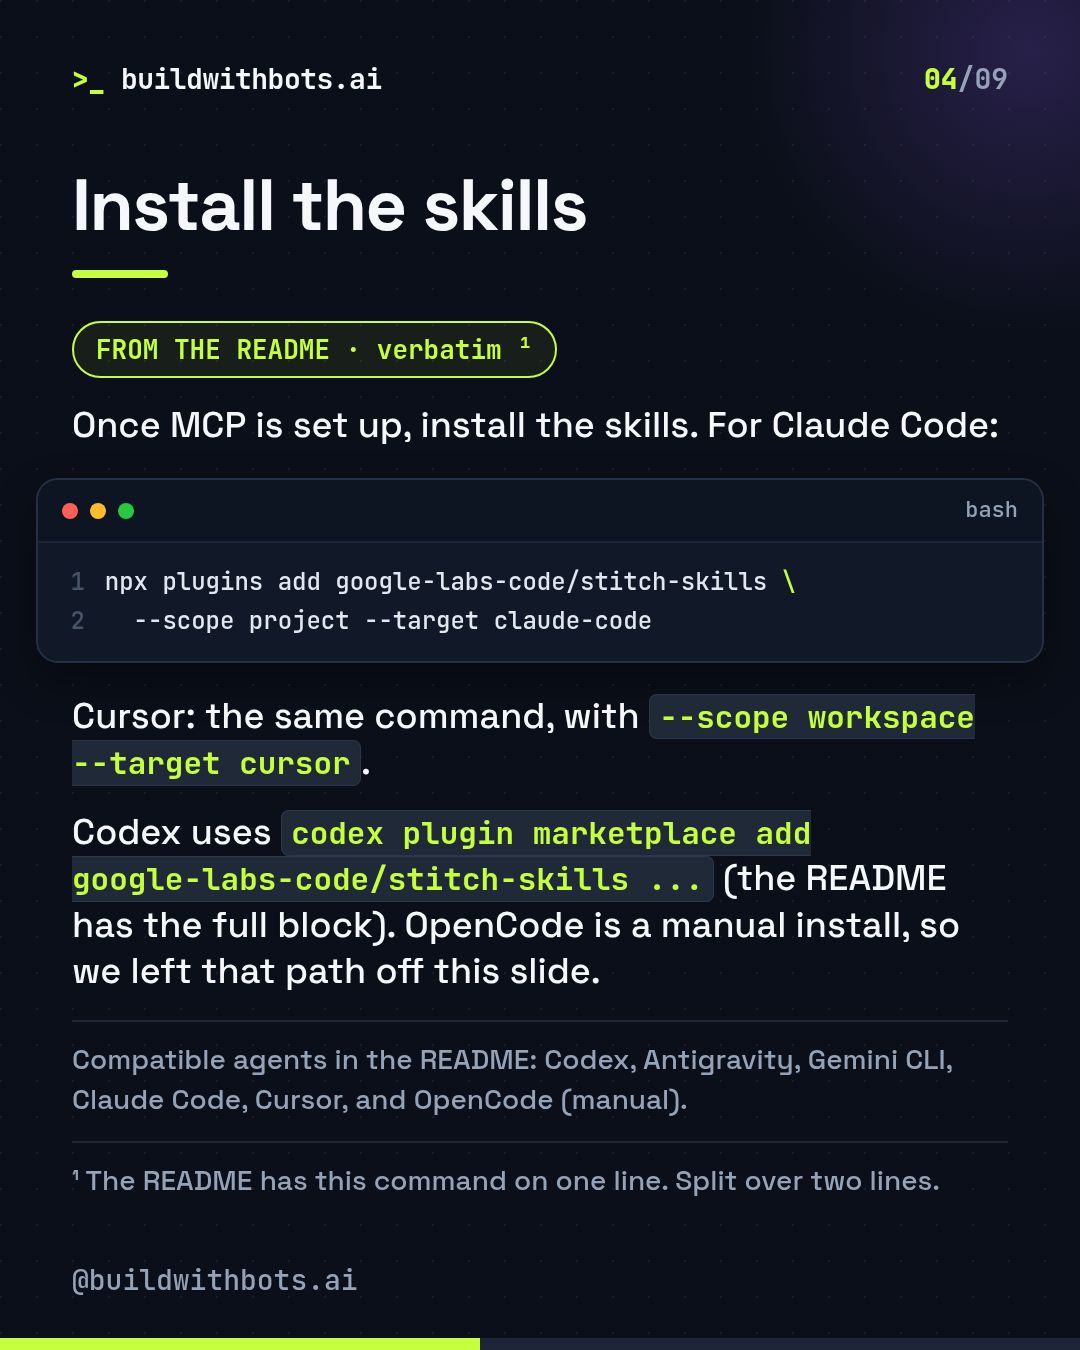 >_ buildwithbots.ai
04/09
Install the skills
FROM THE README · verbatim ¹
Once MCP is set up, install the skills. For Claude Code:
bash
1 npx plugins add google-labs-code/stitch-skills \
2   --scope project --target claude-code
Cursor: the same command, with --scope workspace
--target cursor.
Codex uses codex plugin marketplace add
google-labs-code/stitch-skills ... (the README
has the full block). OpenCode is a manual install, so
we left that path off this slide.
Compatible agents in the README: Codex, Antigravity, Gemini CLI,
Claude Code, Cursor, and OpenCode (manual).
¹ The README has this command on one line. Split over two lines.
@buildwithbots.ai